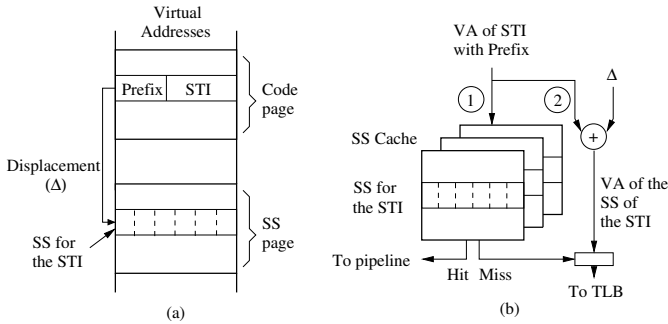 Virtual
Addresses
Prefix
STI
Code
page
Displacement
(Δ)
SS for
the STI
SS
page
(a)
VA of STI
with Prefix
1
2
Δ
+
SS Cache
SS for
the STI
VA of the
SS of
the STI
To pipeline
Hit
Miss
To TLB
(b)